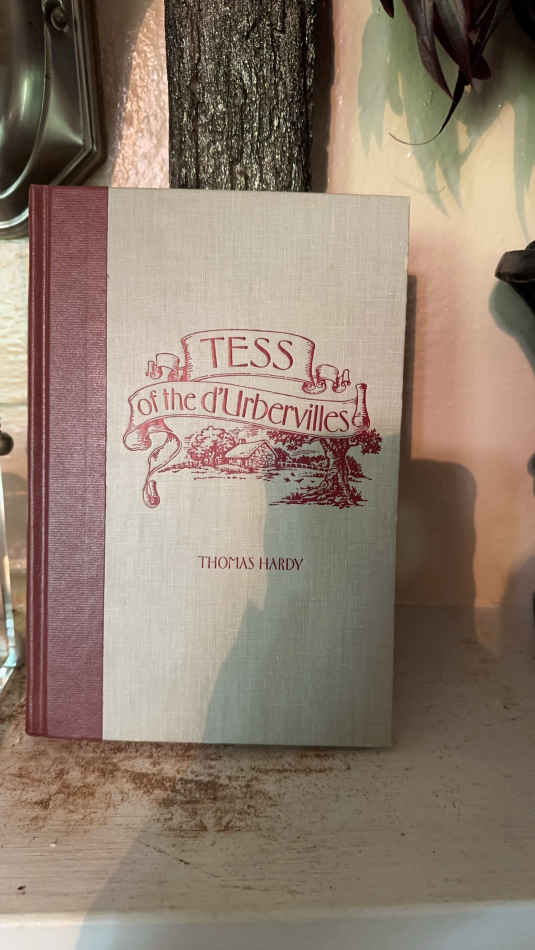 TESS
of the d'Urbervilles
THOMAS HARDY